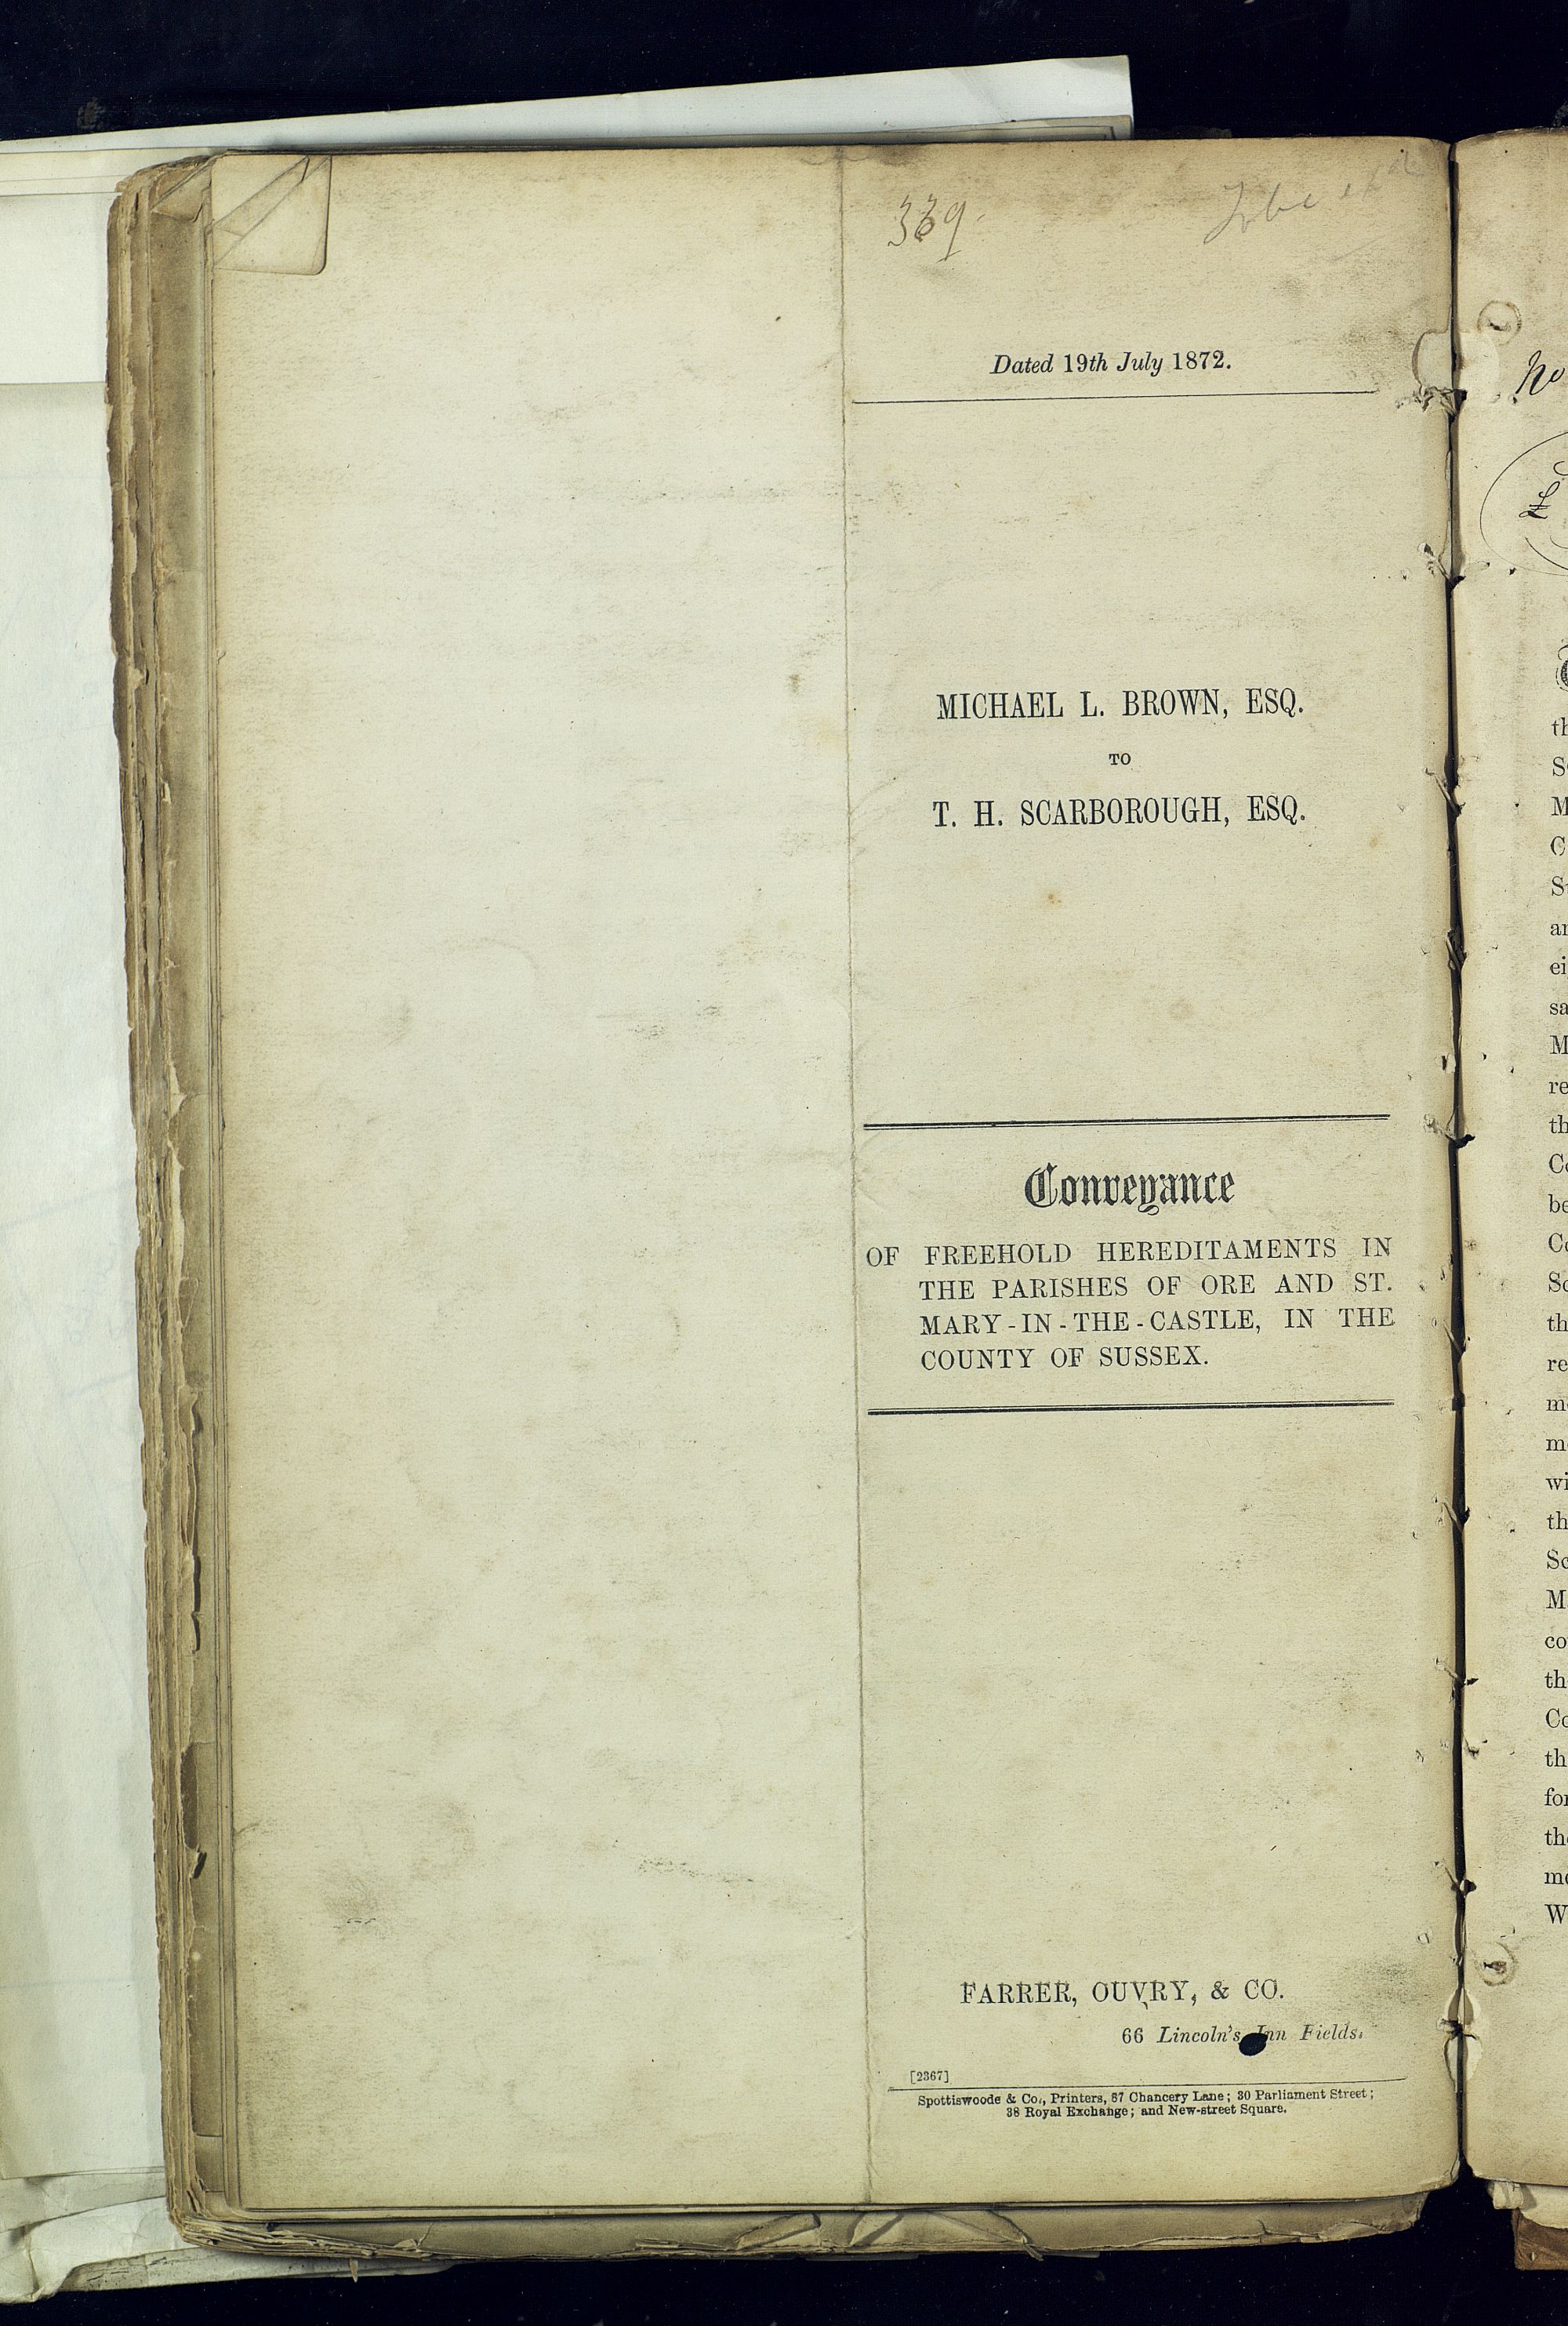 339.
Dated 19th July 1872.
MICHAEL L. BROWN, ESQ.
TO
T. H. SCARBOROUGH, ESQ.
Conveyance
OF FREEHOLD HEREDITAMENTS IN
THE PARISHES OF ORE AND ST.
MARY-IN-THE-CASTLE, IN THE
COUNTY OF SUSSEX.
FARRER, OUVRY, & CO.
66 Lincoln's Inn Fields.
[2367]
Spottiswoode & Co., Printers, 87 Chancery Lane; 30 Parliament Street;
38 Royal Exchange; and New-street Square.